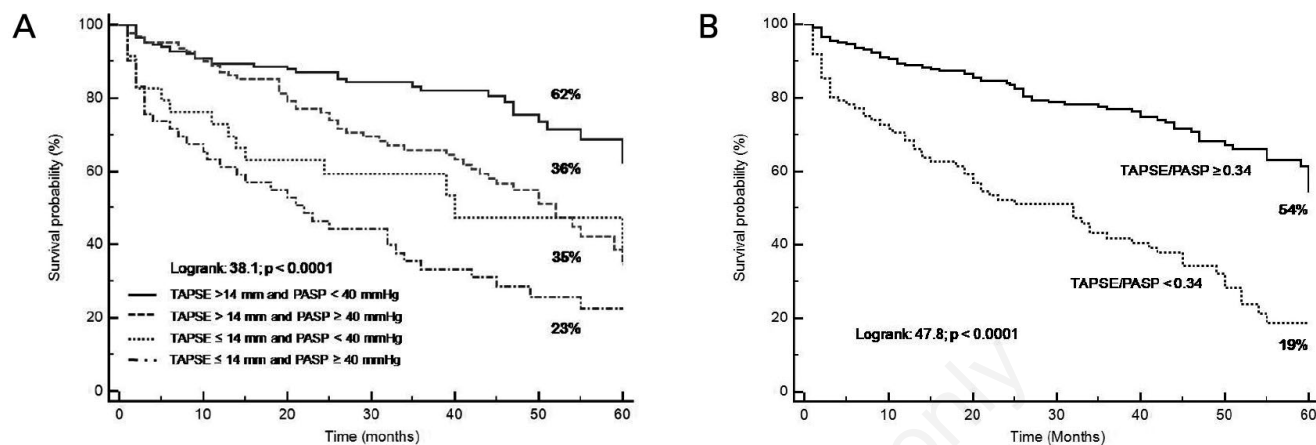 A
Survival probability (%)
100
80
60
40
20
0
62%
36%
35%
23%
Logrank: 38.1; p < 0.0001
TAPSE >14 mm and PASP < 40 mmHg
TAPSE > 14 mm and PASP ≥ 40 mmHg
TAPSE ≤ 14 mm and PASP < 40 mmHg
TAPSE ≤ 14 mm and PASP ≥ 40 mmHg
0 10 20 30 40 50 60
Time (months)
B
Survival probability (%)
100
80
60
40
20
0
TAPSE/PASP ≥ 0.34
54%
TAPSE/PASP < 0.34
Logrank: 47.8; p < 0.0001
19%
only
0 10 20 30 40 50 60
Time (Months)